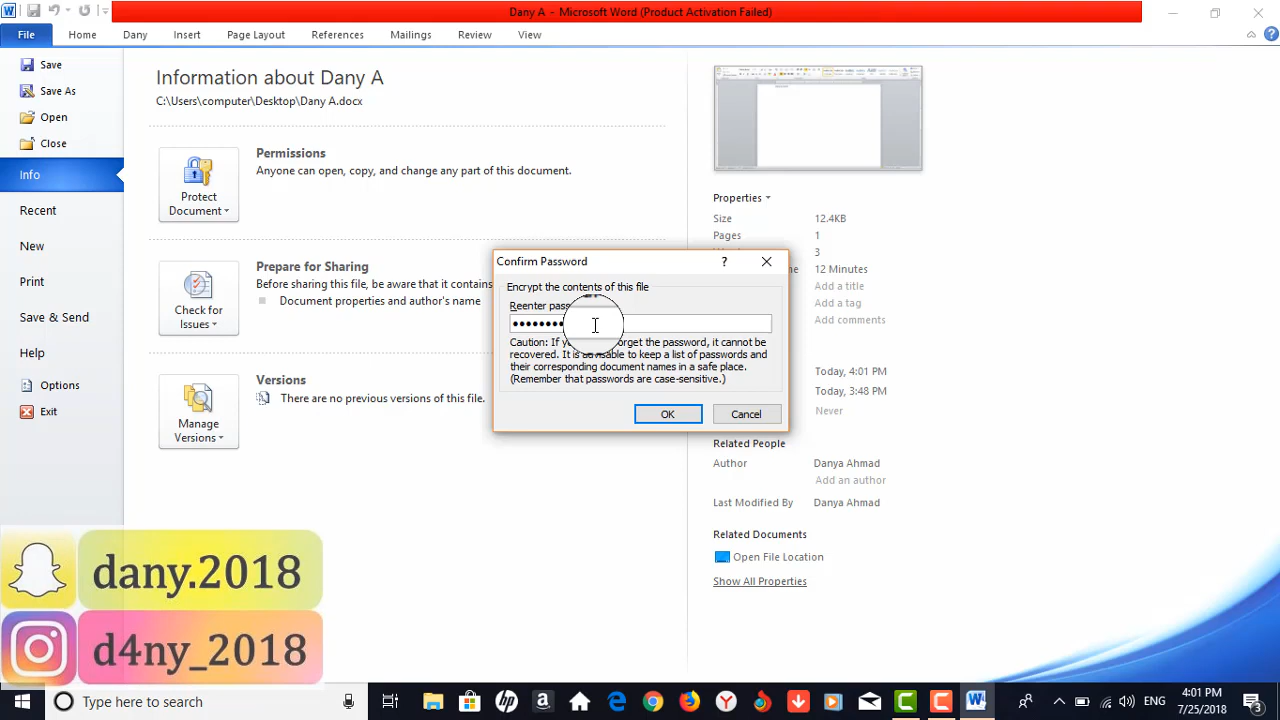 Dany A - Microsoft Word (Product Activation Failed)
File Home Dany Insert Page Layout References Mailings Review View
Save
Save As
Open
Close
Info
Recent
New
Print
Save & Send
Help
Options
Exit
Information about Dany A
C:\Users\computer\Desktop\Dany A.docx
Protect
Document
Permissions
Anyone can open, copy, and change any part of this document.
Check for
Issues
Prepare for Sharing
Before sharing this file, be aware that it contains
Document properties and author's name
Manage
Versions
Versions
There are no previous versions of this file.
Confirm Password
?
Encrypt the contents of this file
Reenter
Caution: If forget the password, it cannot be
recovered. It is keep a list of passwords and
their corresponding document names in a safe place.
(Remember that passwords are case-sensitive.)
OK Cancel
Properties
Size 12.4KB
Pages 1
3
12 Minutes
Add a title
Add a tag
Add comments
Today, 4:01 PM
Today, 3:48 PM
Never
Related People
Author Danya Ahmad
Add an author
Last Modified By Danya Ahmad
Related Documents
Open File Location
Show All Properties
dany.2018
d4ny_2018
Type here to search
ENG
4:01 PM
7/25/2018
3